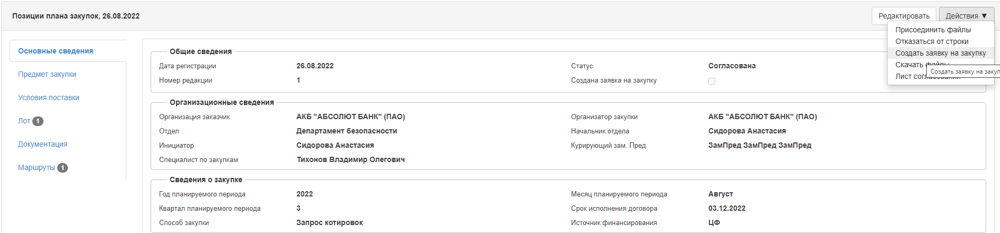 Позиции плана закупок, 26.08.2022
Редактировать
Действия ▼
Присоединить файлы
Отказаться от строки
Создать заявку на закупку
Скачать файлы
Создать заявку на закуп
Лист согласования
Основные сведения
Предмет закупки
Условия поставки
Лот 1
Документация
Маршруты 1
Общие сведения
Дата регистрации 26.08.2022 Статус Согласована
Номер редакции 1 Создана заявка на закупку
Организационные сведения
Организация заказчик АКБ "АБСОЛЮТ БАНК" (ПАО) Организатор закупки АКБ "АБСОЛЮТ БАНК" (ПАО)
Отдел Департамент безопасности Начальник отдела Сидорова Анастасия
Инициатор Сидорова Анастасия Курирующий зам. Пред. ЗамПред ЗамПред ЗамПред
Специалист по закупкам Тихонов Владимир Олегович
Сведения о закупке
Год планируемого периода 2022 Месяц планируемого периода Август
Квартал планируемого периода 3 Срок исполнения договора 03.12.2022
Способ закупки Запрос котировок Источник финансирования ЦФ